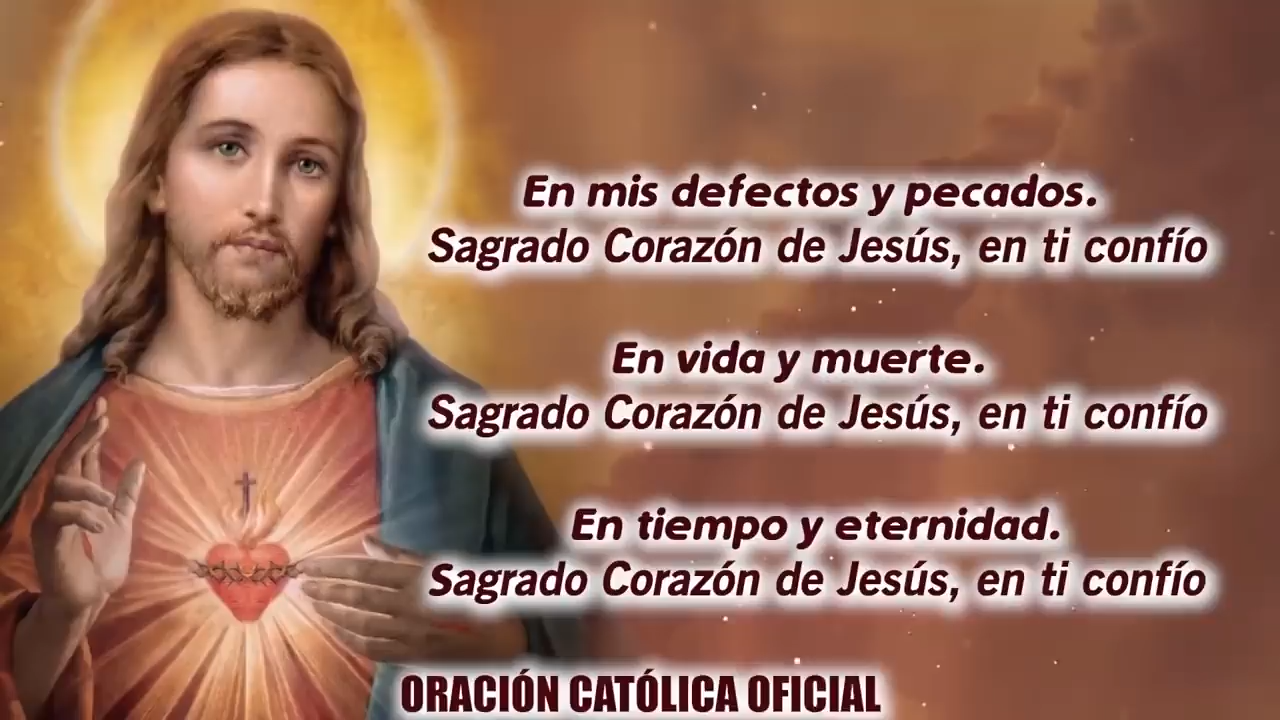 En mis defectos y pecados.
Sagrado Corazón de Jesús, en ti confío
En vida y muerte.
Sagrado Corazón de Jesús, en ti confío
En tiempo y eternidad.
Sagrado Corazón de Jesús, en ti confío
ORACIÓN CATÓLICA OFICIAL